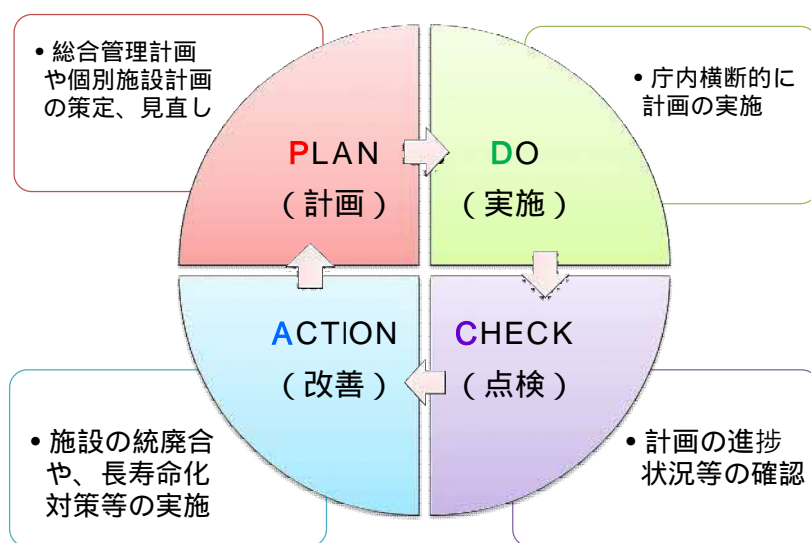 • 総合管理計画
や個別施設計画
の策定、見直し
• 庁内横断的に
計画の実施
PLAN
(計画)
DO
(実施)
ACTION
(改善)
CHECK
(点検)
• 施設の統廃合
や、長寿命化
対策等の実施
• 計画の進捗
状況等の確認